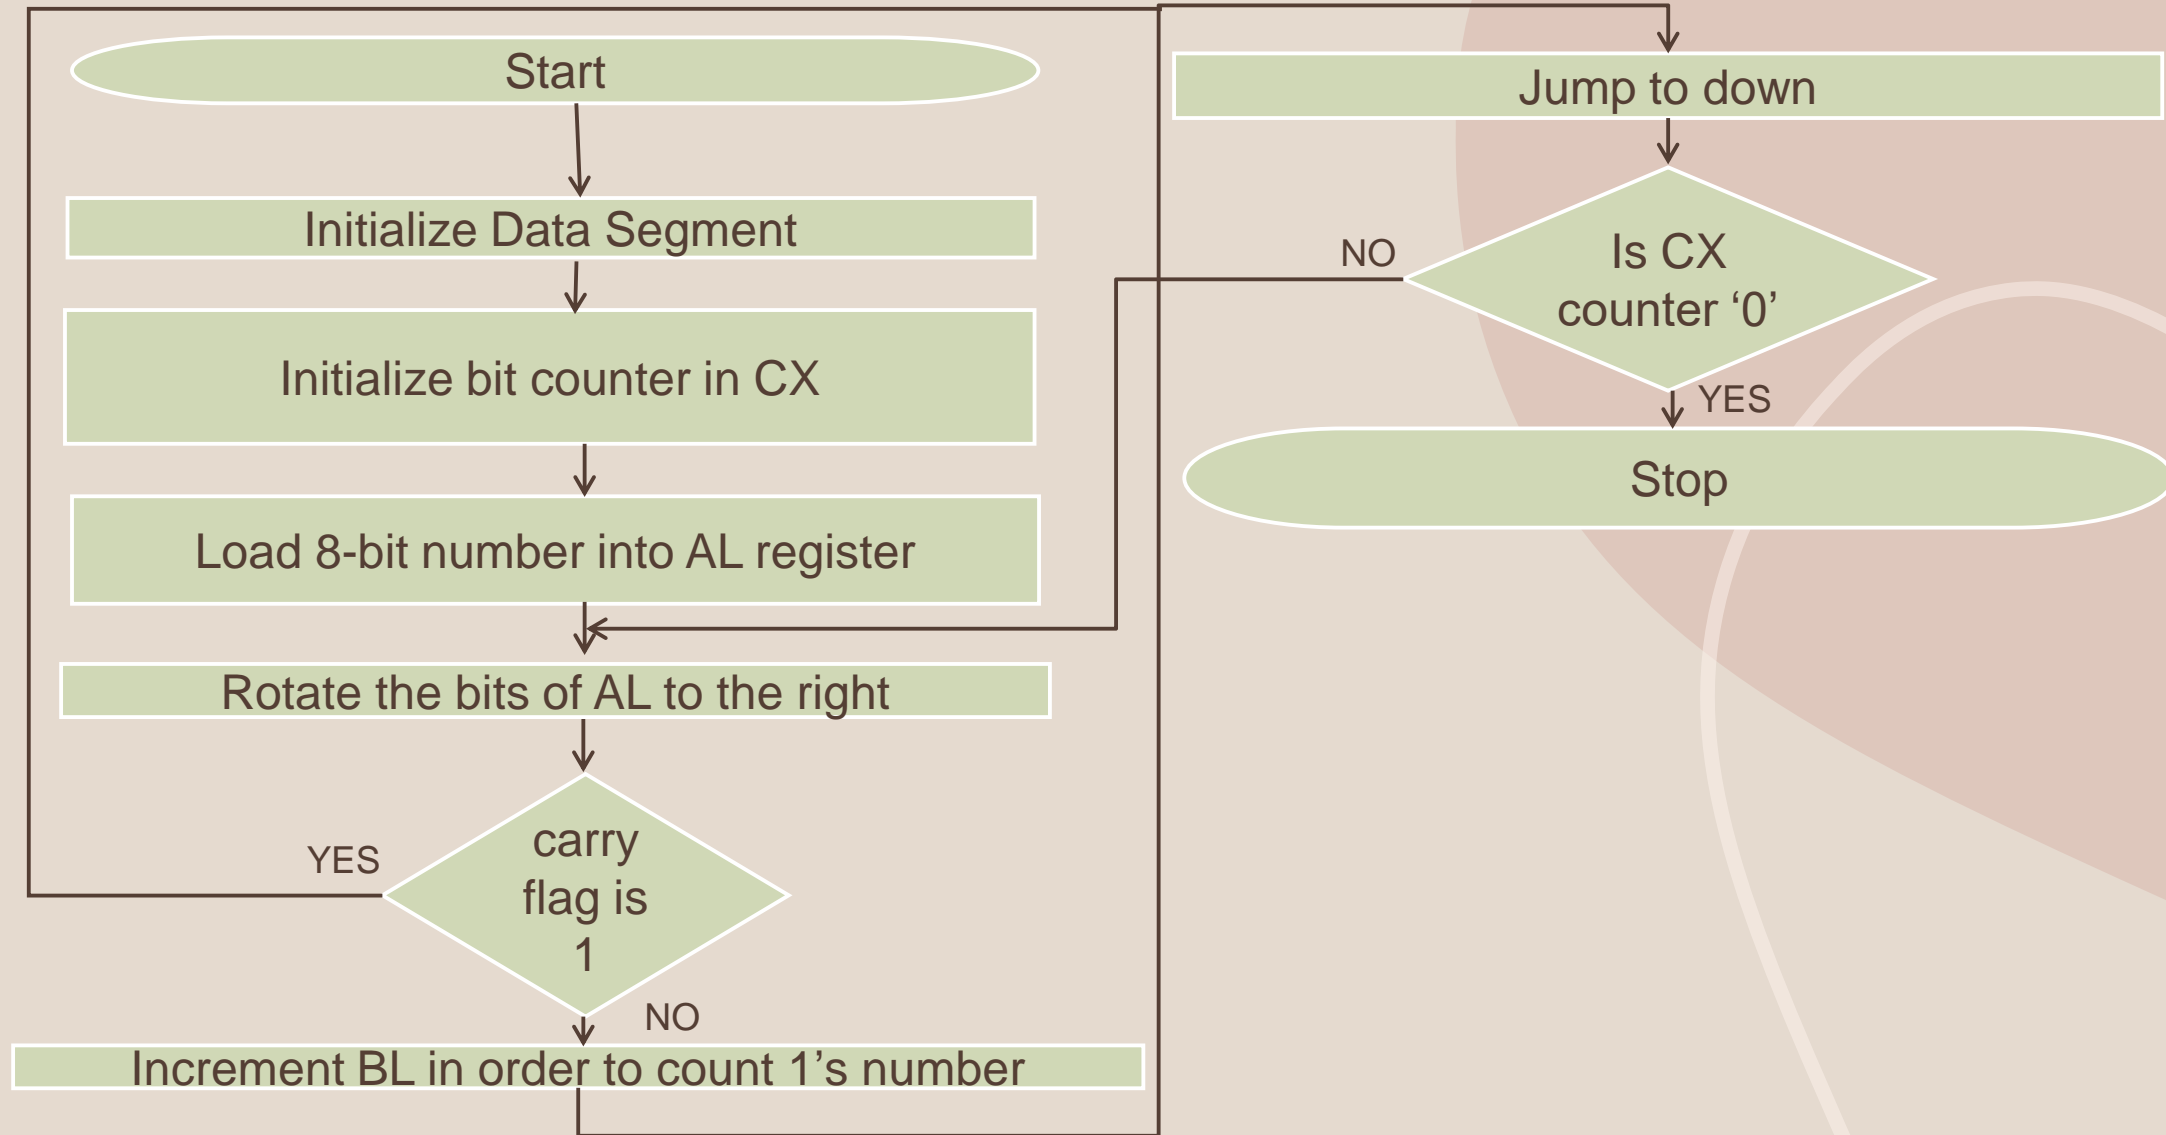 Start
Initialize Data Segment
Initialize bit counter in CX
Load 8-bit number into AL register
Rotate the bits of AL to the right
YES
carry
flag is
1
NO
Increment BL in order to count 1’s number
Jump to down
NO
Is CX
counter ‘0’
YES
Stop